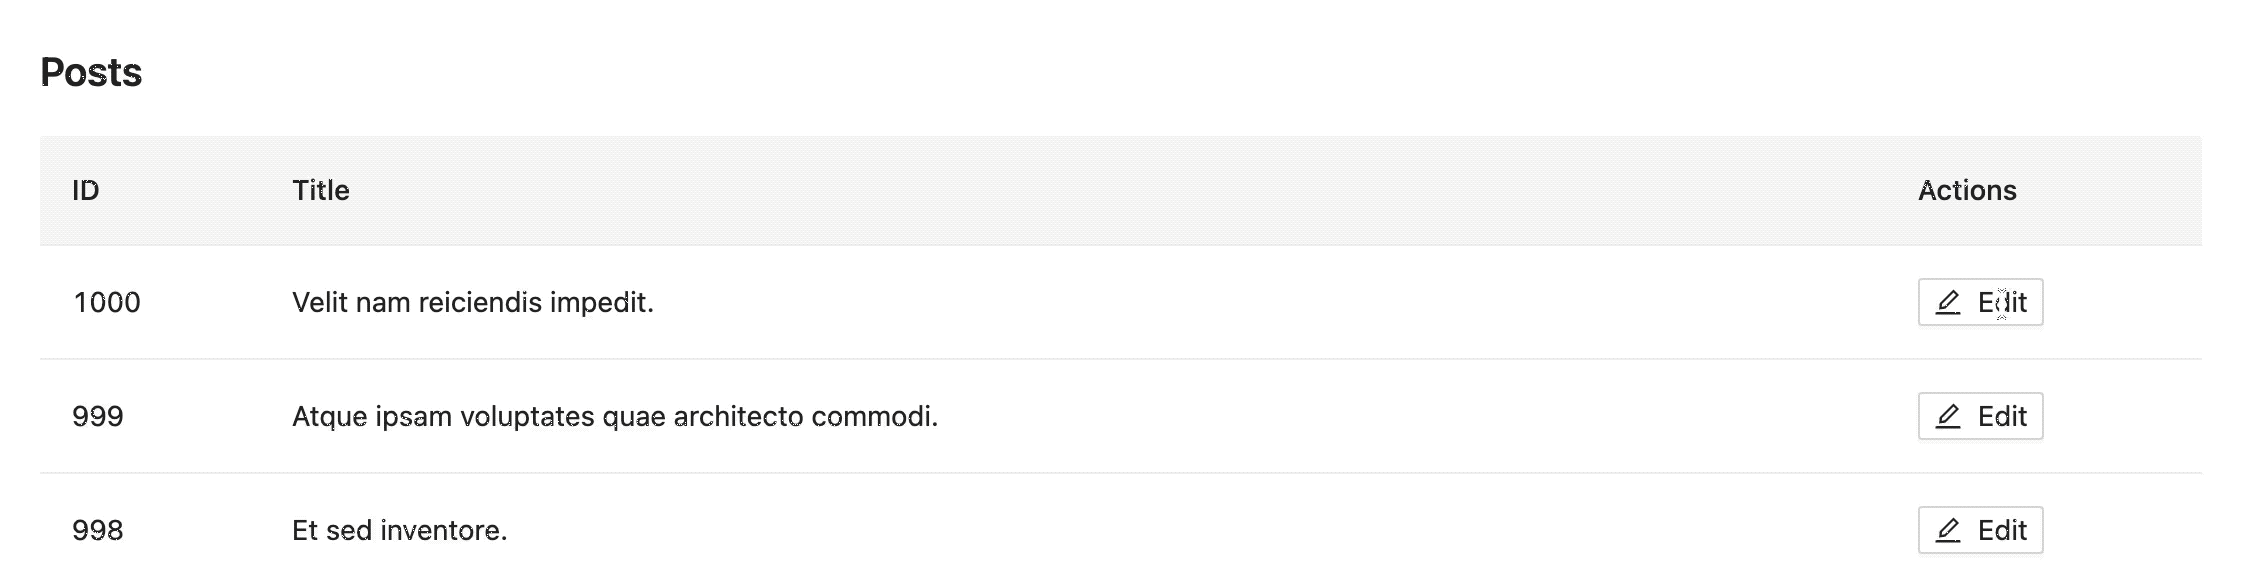 Posts
ID Title Actions
1000 Velit nam reiciendis impedit. Edit
999 Atque ipsam voluptates quae architecto commodi. Edit
998 Et sed inventore. Edit